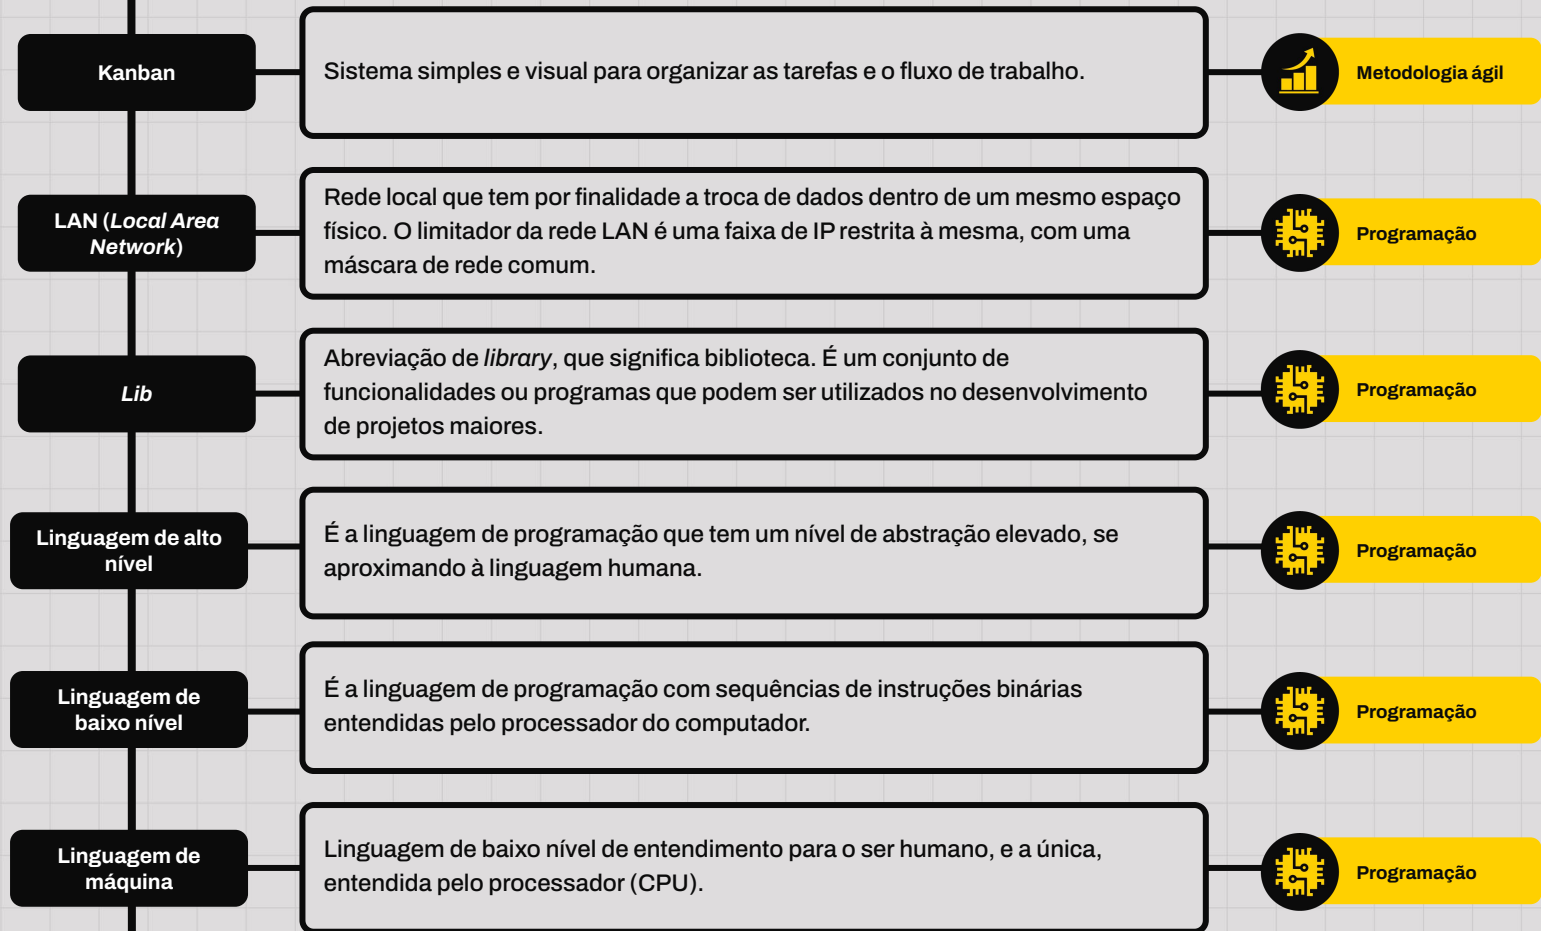 Kanban
Sistema simples e visual para organizar as tarefas e o fluxo de trabalho.
Metodologia ágil
LAN (Local Area
Network)
Rede local que tem por finalidade a troca de dados dentro de um mesmo espaço
físico. O limitador da rede LAN é uma faixa de IP restrita à mesma, com uma
máscara de rede comum.
Programação
Lib
Abreviação de library, que significa biblioteca. É um conjunto de
funcionalidades ou programas que podem ser utilizados no desenvolvimento
de projetos maiores.
Programação
Linguagem de alto
nível
É a linguagem de programação que tem um nível de abstração elevado, se
aproximando à linguagem humana.
Programação
Linguagem de
baixo nível
É a linguagem de programação com sequências de instruções binárias
entendidas pelo processador do computador.
Programação
Linguagem de
máquina
Linguagem de baixo nível de entendimento para o ser humano, e a única,
entendida pelo processador (CPU).
Programação